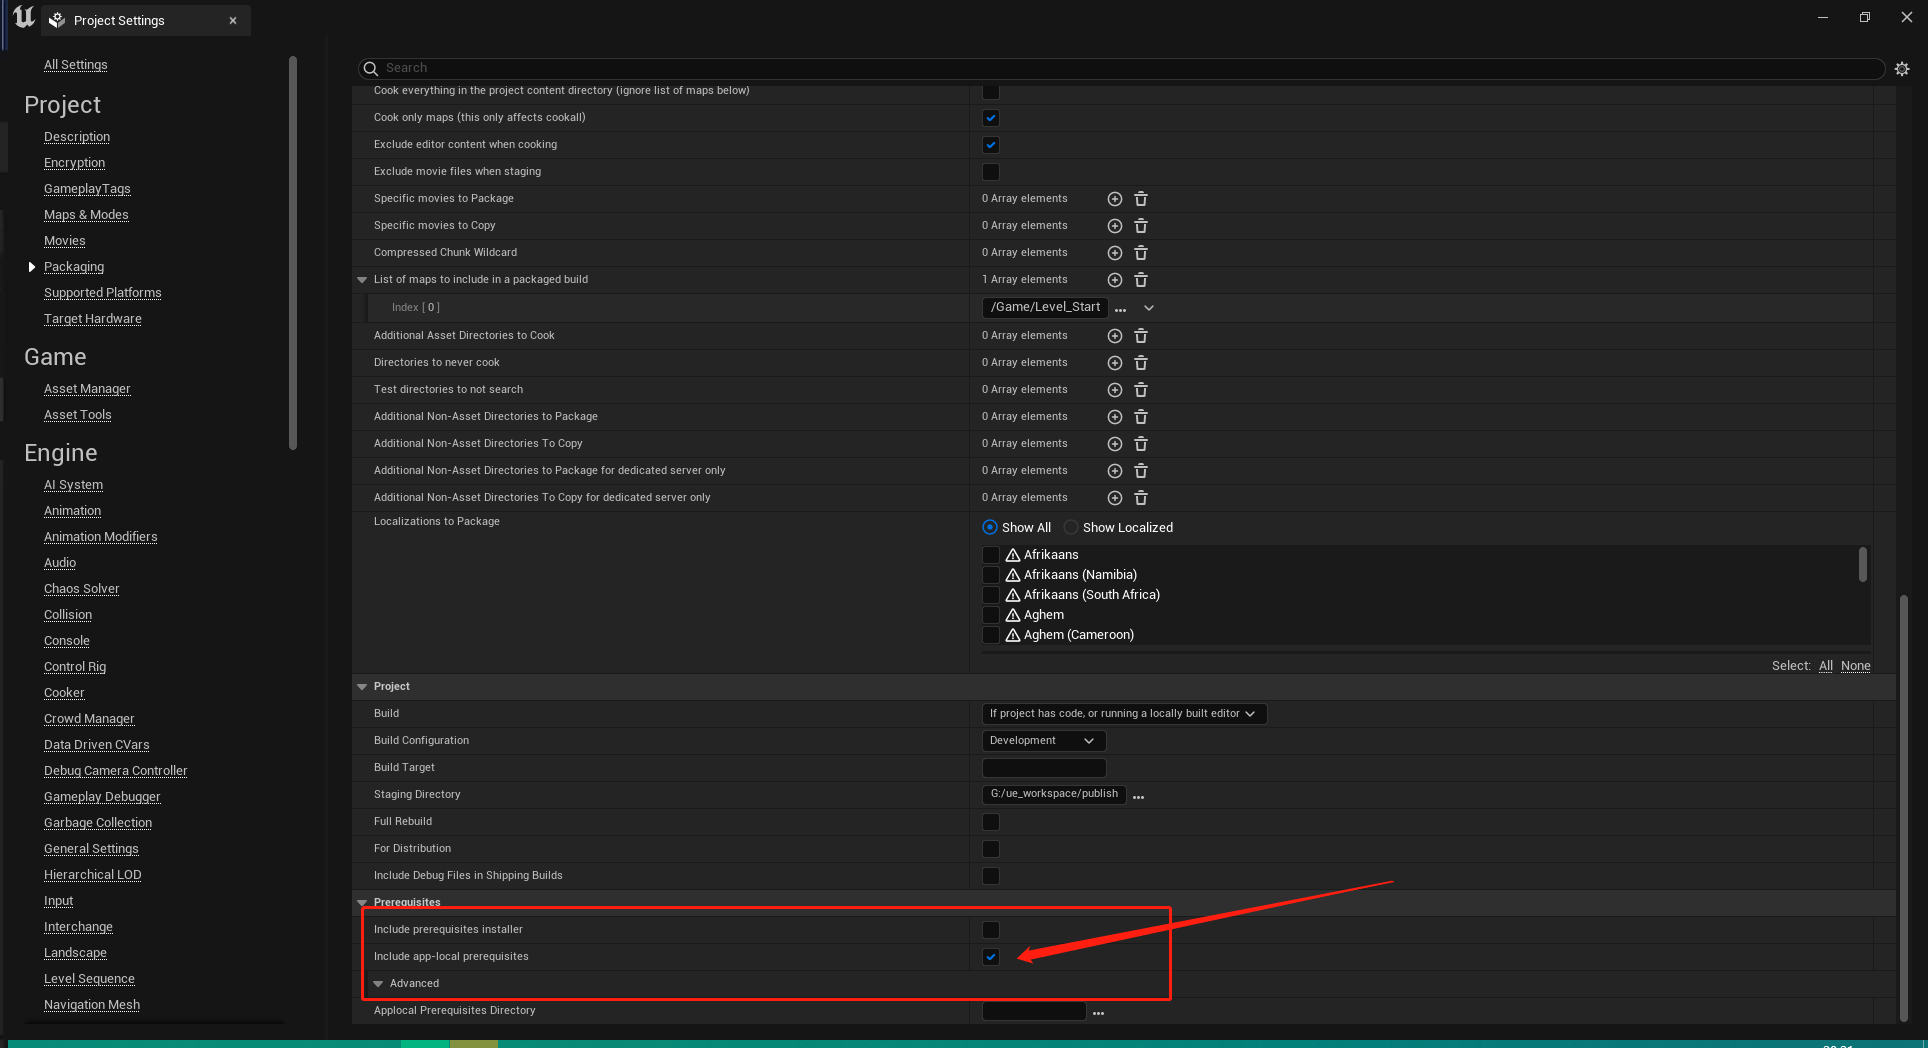 Project Settings
All Settings
Project
Description
Encryption
GameplayTags
Maps & Modes
Movies
Packaging
Supported Platforms
Target Hardware
Game
Asset Manager
Asset Tools
Engine
AI System
Animation
Animation Modifiers
Audio
Chaos Solver
Collision
Console
Control Rig
Cooker
Crowd Manager
Data Driven CVars
Debug Camera Controller
Gameplay Debugger
Garbage Collection
General Settings
Hierarchical LOD
Input
Interchange
Landscape
Level Sequence
Navigation Mesh
Search
Cook everything in the project content directory (ignore list of maps below)
Cook only maps (this only affects cookall)
Exclude editor content when cooking
Exclude movie files when staging
Specific movies to Package 0 Array elements
Specific movies to Copy 0 Array elements
Compressed Chunk Wildcard 0 Array elements
List of maps to include in a packaged build 1 Array elements
Index [ 0 ] /Game/Level_Start ...
Additional Asset Directories to Cook 0 Array elements
Directories to never cook 0 Array elements
Test directories to not search 0 Array elements
Additional Non-Asset Directories to Package 0 Array elements
Additional Non-Asset Directories To Copy 0 Array elements
Additional Non-Asset Directories to Package for dedicated server only 0 Array elements
Additional Non-Asset Directories To Copy for dedicated server only 0 Array elements
Localizations to Package Show All Show Localized
Afrikaans
Afrikaans (Namibia)
Afrikaans (South Africa)
Aghem
Aghem (Cameroon)
Select: All None
Project
Build If project has code, or running a locally built editor
Build Configuration Development
Build Target
Staging Directory G:/ue_workspace/publish ...
Full Rebuild
For Distribution
Include Debug Files in Shipping Builds
Prerequisites
Include prerequisites installer
Include app-local prerequisites
Advanced
Applocal Prerequisites Directory ...